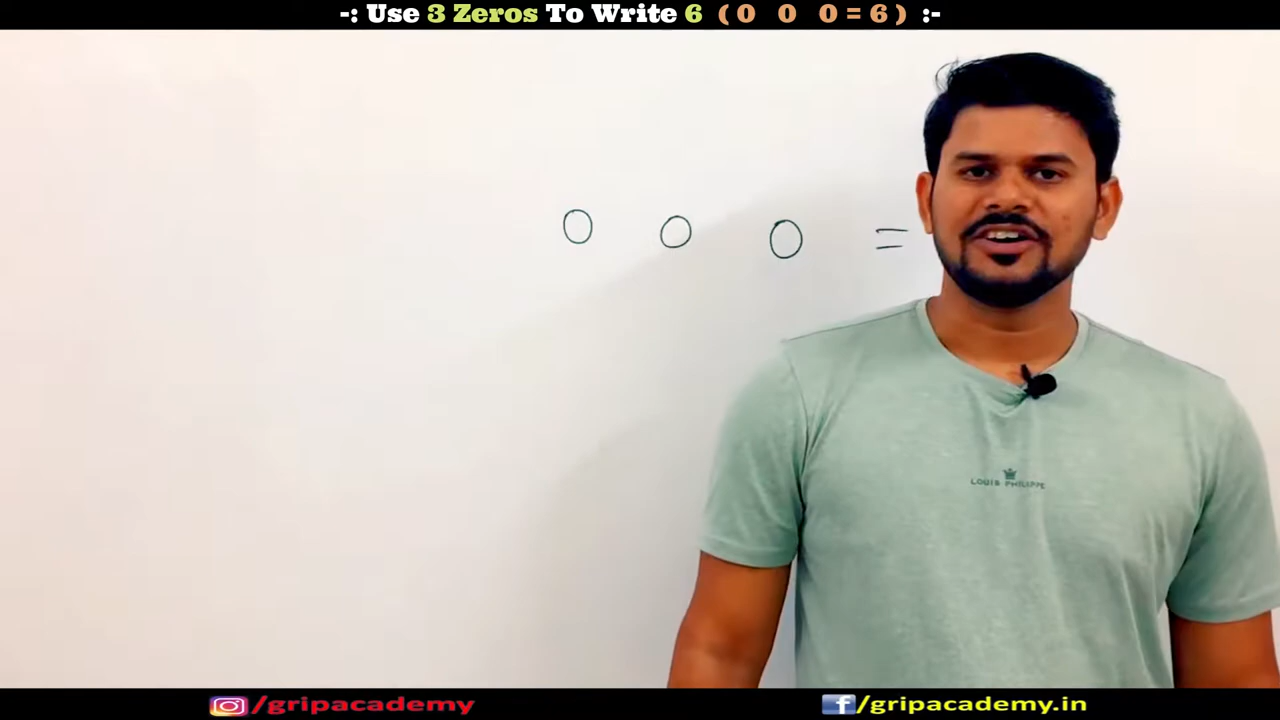 -: Use 3 Zeros To Write 6 ( 0 0 0 = 6 ) :-
0 0 0 =
LOUIS PHILIPPE
/gripacademy
/gripacademy.in